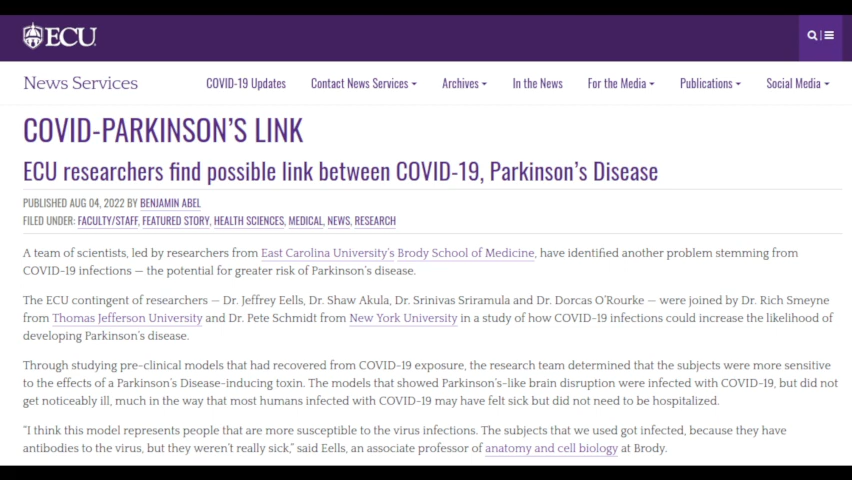 ECU
News Services
COVID-19 Updates
Contact News Services
Archives
In the News
For the Media
Publications
Social Media
COVID-PARKINSON'S LINK
ECU researchers find possible link between COVID-19, Parkinson's Disease
PUBLISHED AUG 04, 2022 BY BENJAMIN ABEL
FILED UNDER: FACULTY/STAFF, FEATURED STORY, HEALTH SCIENCES, MEDICAL, NEWS, RESEARCH
A team of scientists, led by researchers from East Carolina University's Brody School of Medicine, have identified another problem stemming from
COVID-19 infections — the potential for greater risk of Parkinson's disease.
The ECU contingent of researchers — Dr. Jeffrey Eells, Dr. Shaw Akula, Dr. Srinivas Sriramula and Dr. Dorcas O'Rourke — were joined by Dr. Rich Smeyne
from Thomas Jefferson University and Dr. Pete Schmidt from New York University in a study of how COVID-19 infections could increase the likelihood of
developing Parkinson's disease.
Through studying pre-clinical models that had recovered from COVID-19 exposure, the research team determined that the subjects were more sensitive
to the effects of a Parkinson's Disease-inducing toxin. The models that showed Parkinson's-like brain disruption were infected with COVID-19, but did not
get noticeably ill, much in the way that most humans infected with COVID-19 may have felt sick but did not need to be hospitalized.
"I think this model represents people that are more susceptible to the virus infections. The subjects that we used got infected, because they have
antibodies to the virus, but they weren't really sick," said Eells, an associate professor of anatomy and cell biology at Brody.